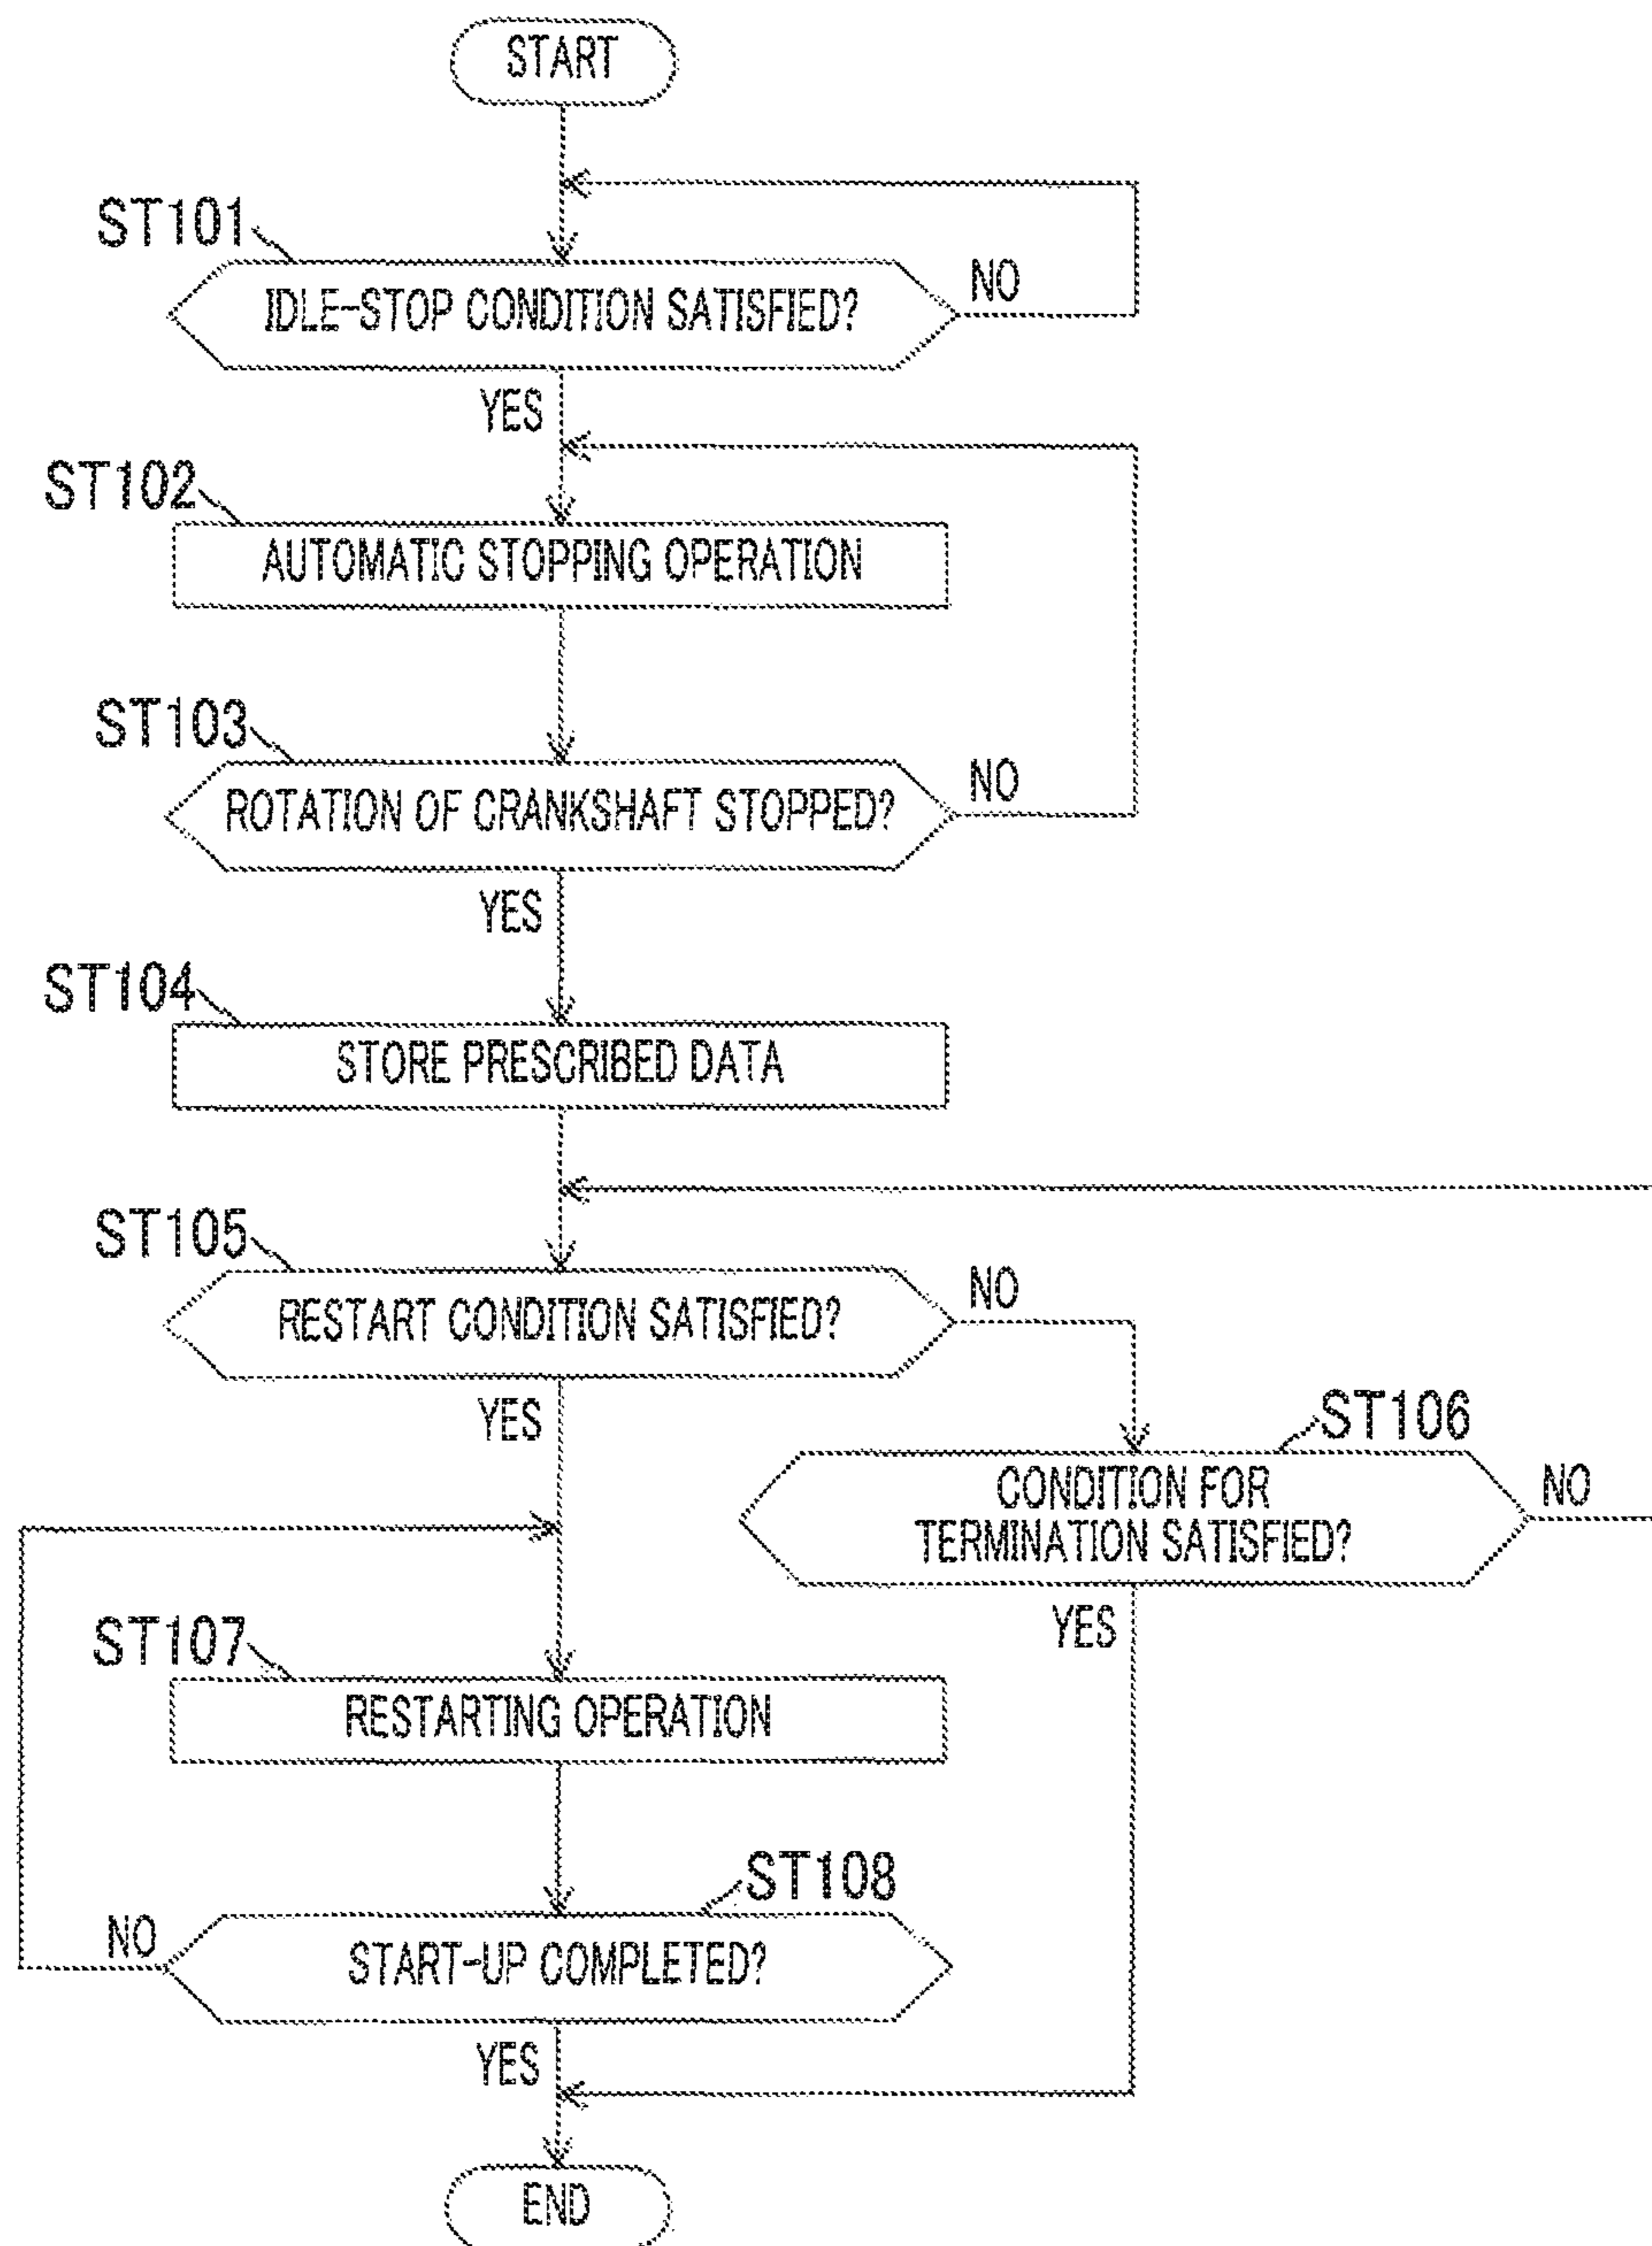 START
ST101
IDLE-STOP CONDITION SATISFIED?
NO
YES
ST102
AUTOMATIC STOPPING OPERATION
ST103
ROTATION OF CRANKSHAFT STOPPED?
NO
YES
ST104
STORE PRESCRIBED DATA
ST105
RESTART CONDITION SATISFIED?
NO
YES
ST106
CONDITION FOR
TERMINATION SATISFIED?
NO
YES
ST107
RESTARTING OPERATION
ST108
START-UP COMPLETED?
NO
YES
END